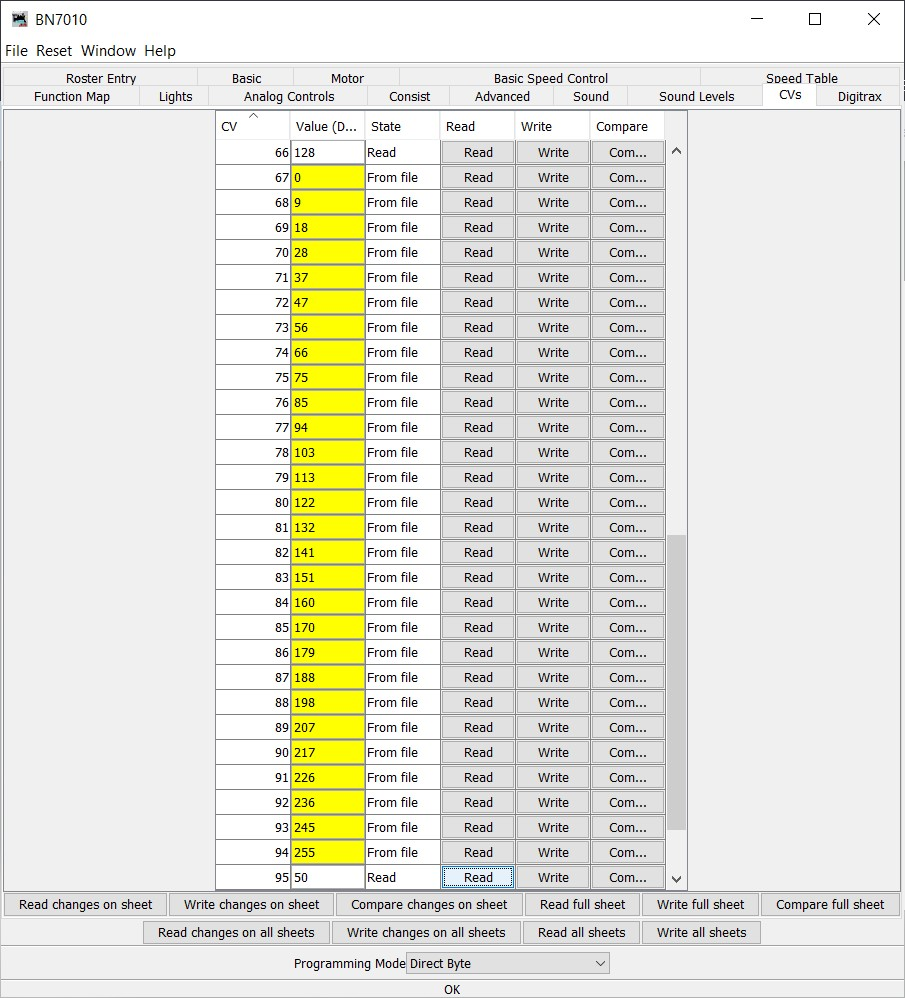 BN7010
File Reset Window Help
Roster Entry Basic Motor Basic Speed Control Speed Table
Function Map Lights Analog Controls Consist Advanced Sound Sound Levels CVs Digitrax
CV Value (D... State Read Write Compare
66 128 Read Read Write Com...
67 0 From file Read Write Com...
68 9 From file Read Write Com...
69 18 From file Read Write Com...
70 28 From file Read Write Com...
71 37 From file Read Write Com...
72 47 From file Read Write Com...
73 56 From file Read Write Com...
74 66 From file Read Write Com...
75 75 From file Read Write Com...
76 85 From file Read Write Com...
77 94 From file Read Write Com...
78 103 From file Read Write Com...
79 113 From file Read Write Com...
80 122 From file Read Write Com...
81 132 From file Read Write Com...
82 141 From file Read Write Com...
83 151 From file Read Write Com...
84 160 From file Read Write Com...
85 170 From file Read Write Com...
86 179 From file Read Write Com...
87 188 From file Read Write Com...
88 198 From file Read Write Com...
89 207 From file Read Write Com...
90 217 From file Read Write Com...
91 226 From file Read Write Com...
92 236 From file Read Write Com...
93 245 From file Read Write Com...
94 255 From file Read Write Com...
95 50 Read Read Write Com...
Read changes on sheet Write changes on sheet Compare changes on sheet Read full sheet Write full sheet Compare full sheet
Read changes on all sheets Write changes on all sheets Read all sheets Write all sheets
Programming Mode Direct Byte
OK